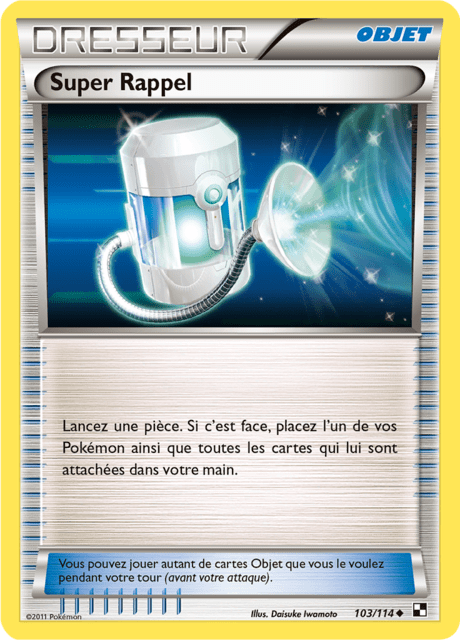 DRESSEUR
OBJET
Super Rappel
Lancez une pièce. Si c'est face, placez l'un de vos
Pokémon ainsi que toutes les cartes qui lui sont
attachées dans votre main.
Vous pouvez jouer autant de cartes Objet que vous le voulez
pendant votre tour (avant votre attaque).
©2011 Pokémon
Illus. Daisuke Iwamoto
103/114